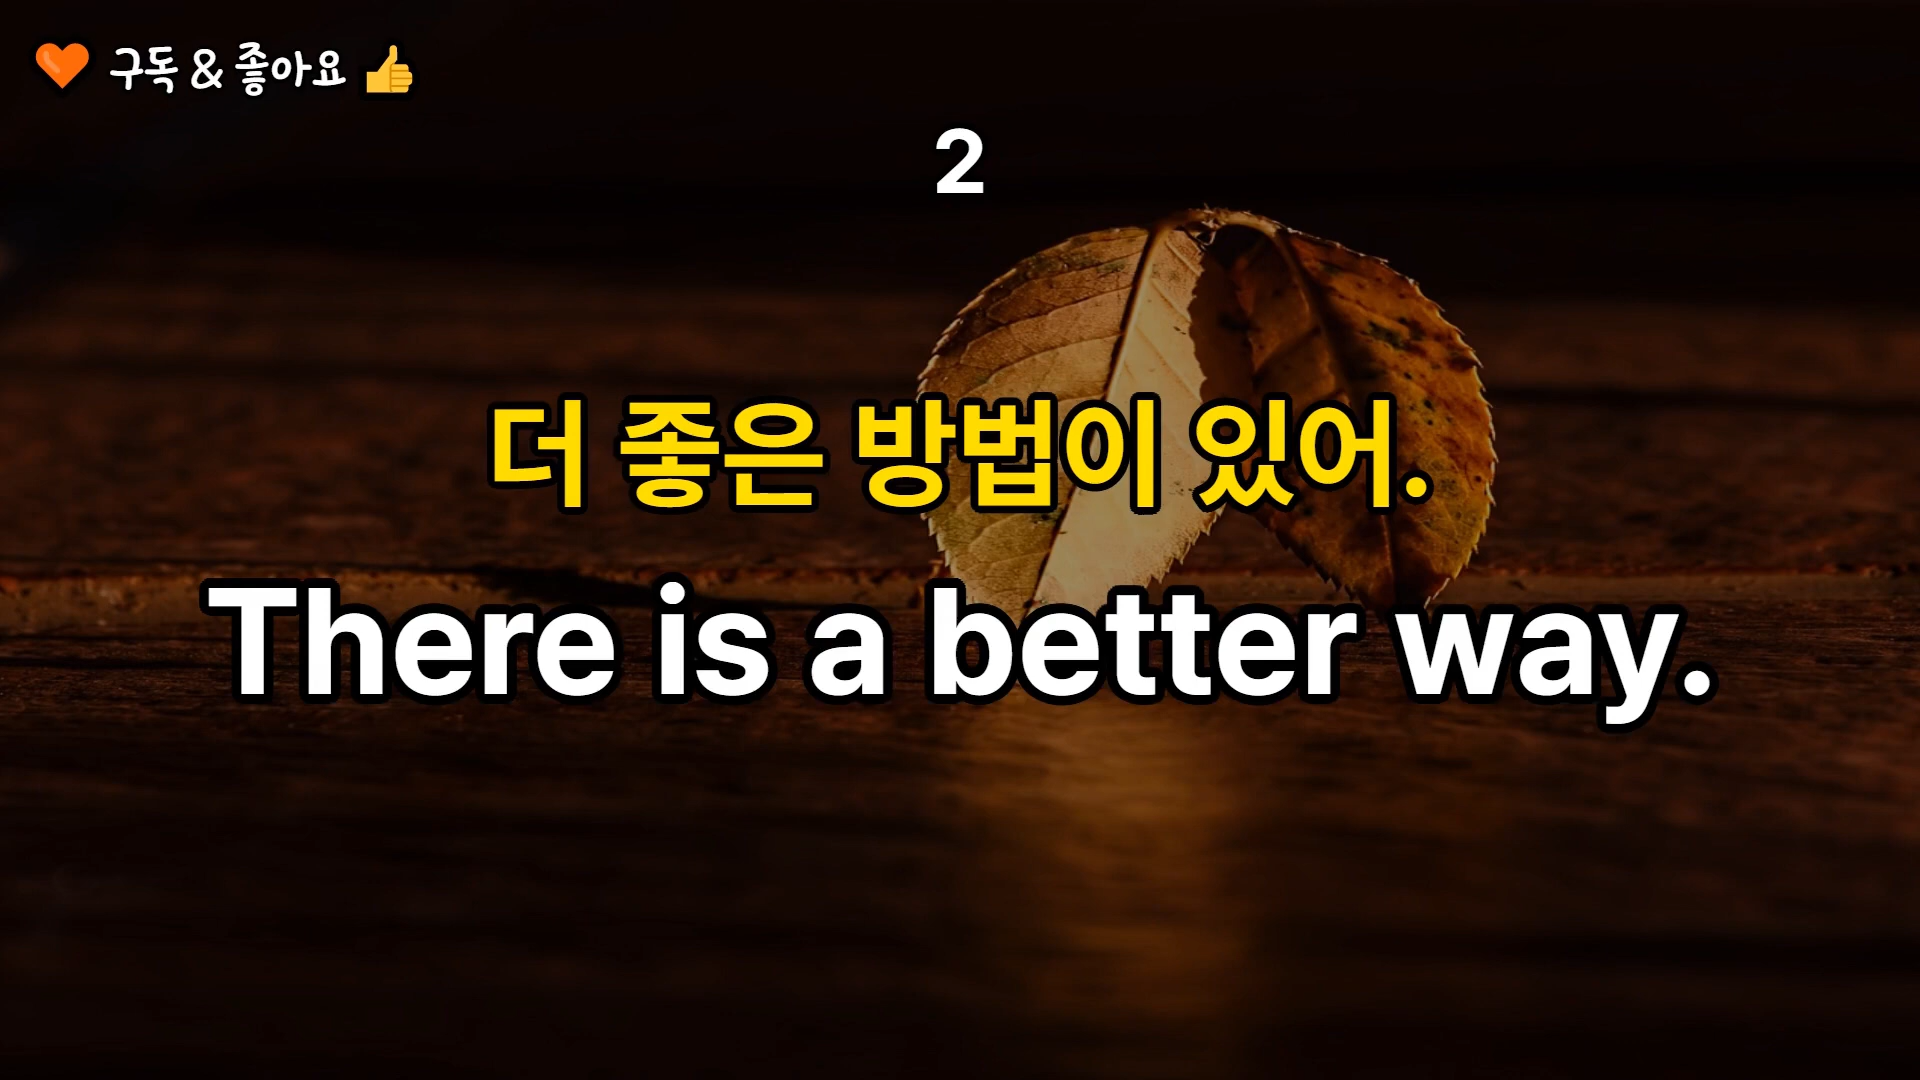 🧡 구독 & 좋아요 👍
2
더 좋은 방법이 있어.
There is a better way.